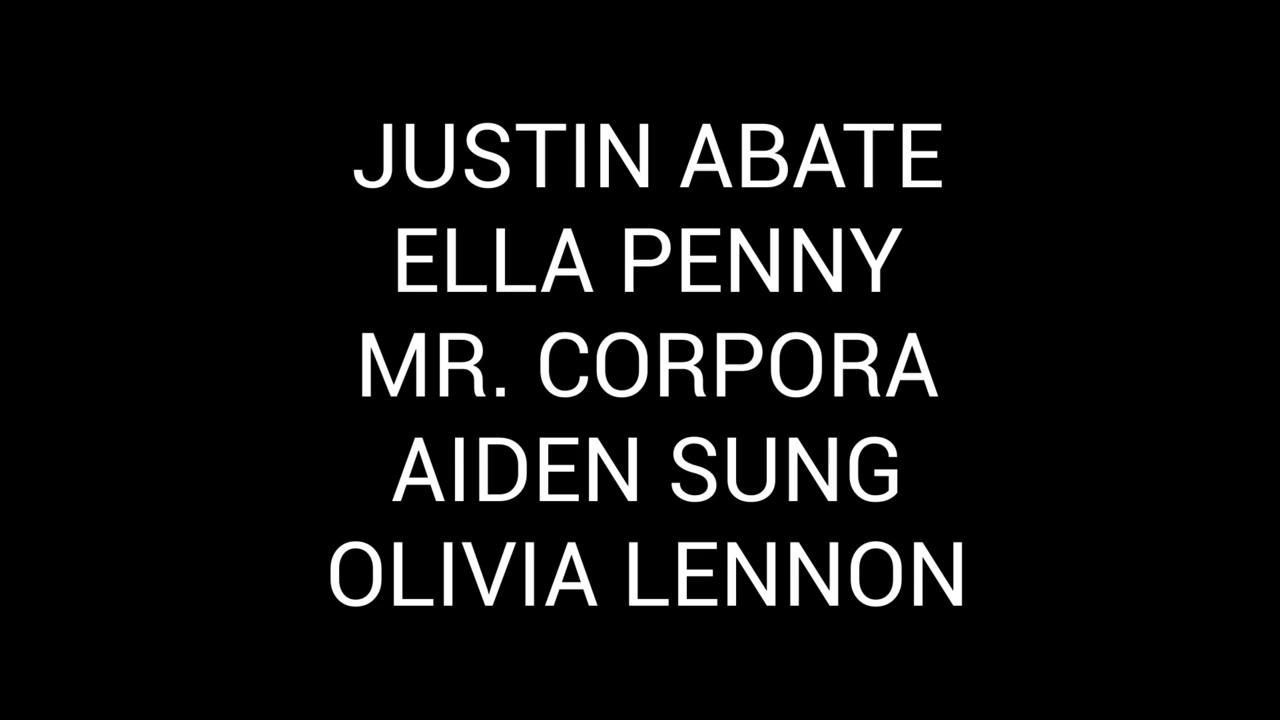 JUSTIN ABATE
ELLA PENNY
MR. CORPORA
AIDEN SUNG
OLIVIA LENNON